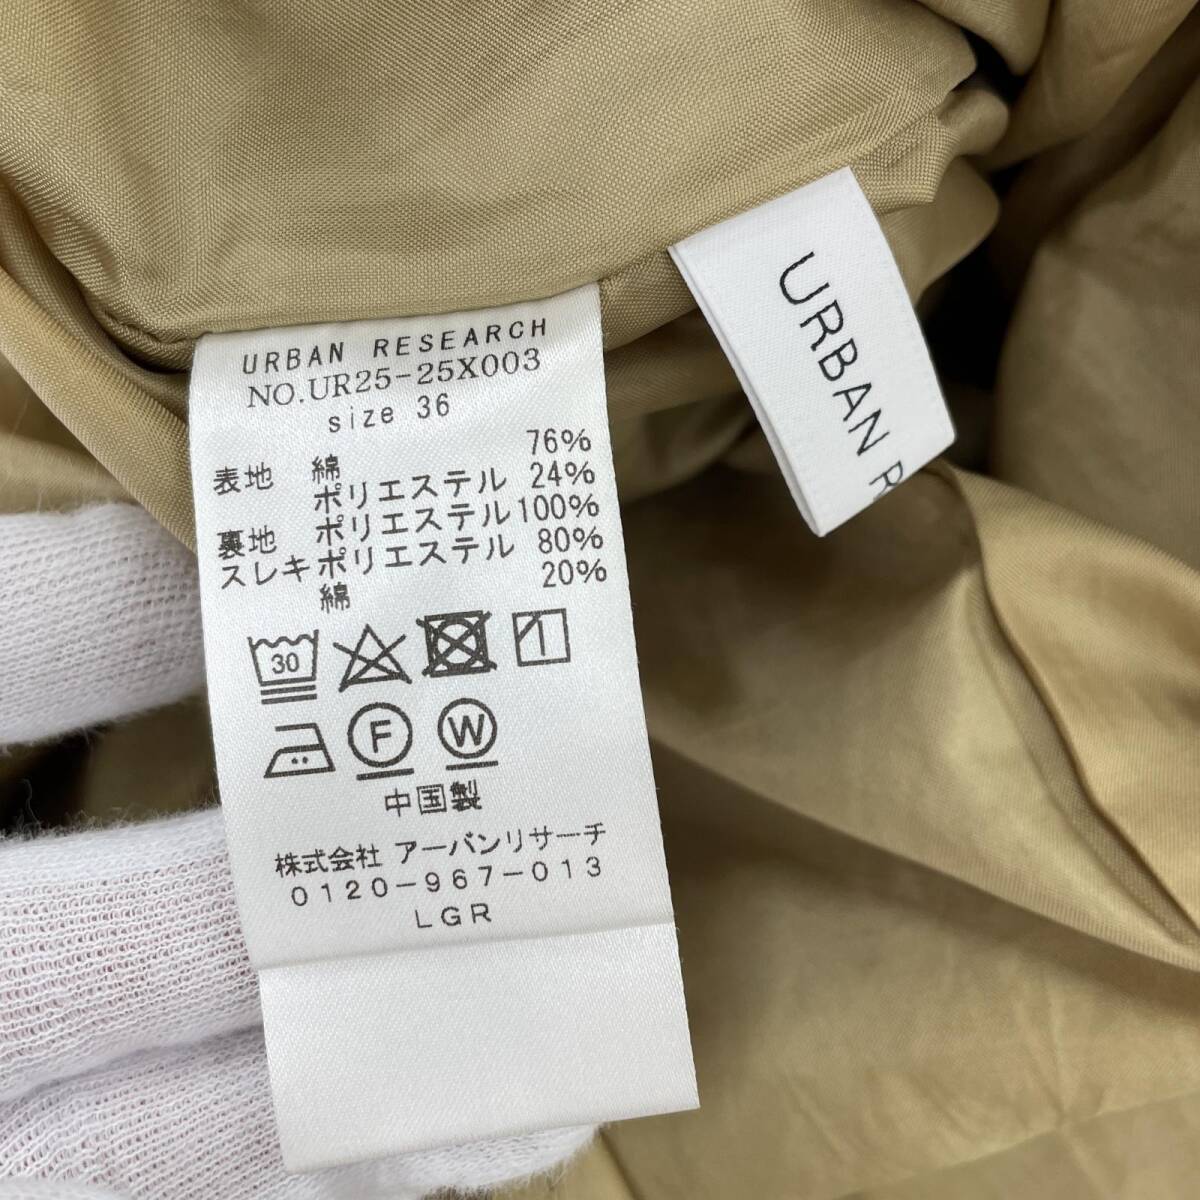 URBAN RESEARCH
NO.UR25-25X003
size 36
表地 綿 76%
ポリエステル 24%
裏地 ポリエステル 100%
スレキ ポリエステル 80%
綿 20%
30
F W
中国製
株式会社 アーバンリサーチ
0120-967-013
LGR
URBAN R